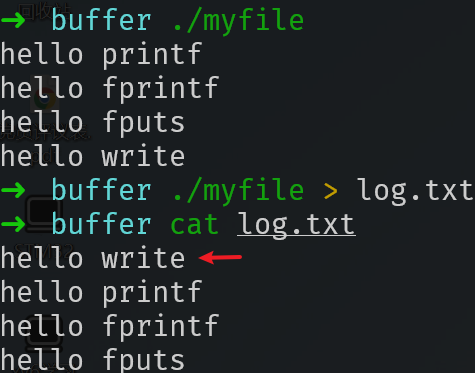 ➜ buffer ./myfile
hello printf
hello fprintf
hello fputs
hello write
➜ buffer ./myfile > log.txt
➜ buffer cat log.txt
hello write
hello printf
hello fprintf
hello fputs